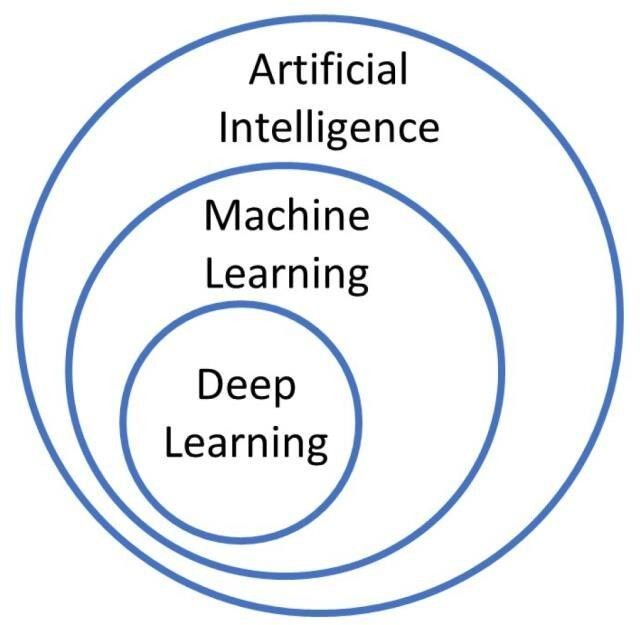 Artificial
Intelligence
Machine
Learning
Deep
Learning